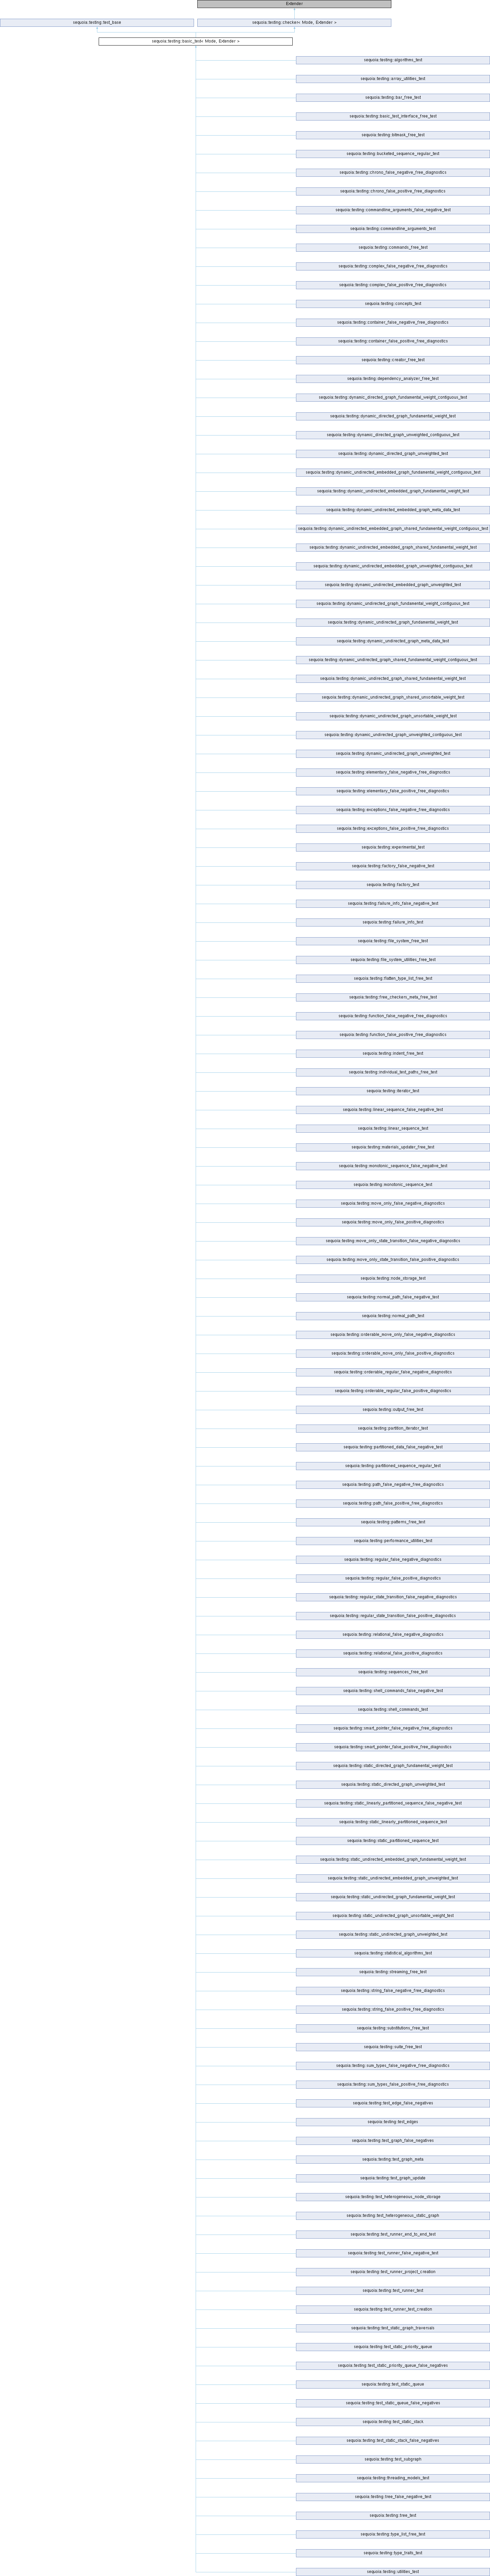 Extender
sequoia::testing::test_base
sequoia::testing::checker< Mode, Extender >
sequoia::testing::basic_test< Mode, Extender >
sequoia::testing::algorithms_test
sequoia::testing::array_utilities_test
sequoia::testing::bar_free_test
sequoia::testing::basic_test_interface_free_test
sequoia::testing::bitmask_free_test
sequoia::testing::bucketed_sequence_regular_test
sequoia::testing::chrono_false_negative_free_diagnostics
sequoia::testing::chrono_false_positive_free_diagnostics
sequoia::testing::commandline_arguments_false_negative_test
sequoia::testing::commandline_arguments_test
sequoia::testing::commands_free_test
sequoia::testing::complex_false_negative_free_diagnostics
sequoia::testing::complex_false_positive_free_diagnostics
sequoia::testing::concepts_test
sequoia::testing::container_false_negative_free_diagnostics
sequoia::testing::container_false_positive_free_diagnostics
sequoia::testing::creator_free_test
sequoia::testing::dependency_analyzer_free_test
sequoia::testing::dynamic_directed_graph_fundamental_weight_contiguous_test
sequoia::testing::dynamic_directed_graph_fundamental_weight_test
sequoia::testing::dynamic_directed_graph_unweighted_contiguous_test
sequoia::testing::dynamic_directed_graph_unweighted_test
sequoia::testing::dynamic_undirected_embedded_graph_fundamental_weight_contiguous_test
sequoia::testing::dynamic_undirected_embedded_graph_fundamental_weight_test
sequoia::testing::dynamic_undirected_embedded_graph_meta_data_test
sequoia::testing::dynamic_undirected_embedded_graph_shared_fundamental_weight_contiguous_test
sequoia::testing::dynamic_undirected_embedded_graph_shared_fundamental_weight_test
sequoia::testing::dynamic_undirected_embedded_graph_unweighted_contiguous_test
sequoia::testing::dynamic_undirected_embedded_graph_unweighted_test
sequoia::testing::dynamic_undirected_graph_fundamental_weight_contiguous_test
sequoia::testing::dynamic_undirected_graph_fundamental_weight_test
sequoia::testing::dynamic_undirected_graph_meta_data_test
sequoia::testing::dynamic_undirected_graph_shared_fundamental_weight_contiguous_test
sequoia::testing::dynamic_undirected_graph_shared_fundamental_weight_test
sequoia::testing::dynamic_undirected_graph_shared_unsortable_weight_test
sequoia::testing::dynamic_undirected_graph_unsortable_weight_test
sequoia::testing::dynamic_undirected_graph_unweighted_contiguous_test
sequoia::testing::dynamic_undirected_graph_unweighted_test
sequoia::testing::elementary_false_negative_free_diagnostics
sequoia::testing::elementary_false_positive_free_diagnostics
sequoia::testing::exceptions_false_negative_free_diagnostics
sequoia::testing::exceptions_false_positive_free_diagnostics
sequoia::testing::experimental_test
sequoia::testing::factory_false_negative_test
sequoia::testing::factory_test
sequoia::testing::failure_info_false_negative_test
sequoia::testing::failure_info_test
sequoia::testing::file_system_free_test
sequoia::testing::file_system_utilities_free_test
sequoia::testing::flatten_type_list_free_test
sequoia::testing::free_checkers_meta_free_test
sequoia::testing::function_false_negative_free_diagnostics
sequoia::testing::function_false_positive_free_diagnostics
sequoia::testing::indent_free_test
sequoia::testing::individual_test_paths_free_test
sequoia::testing::iterator_test
sequoia::testing::linear_sequence_false_negative_test
sequoia::testing::linear_sequence_test
sequoia::testing::materials_updater_free_test
sequoia::testing::monotonic_sequence_false_negative_test
sequoia::testing::monotonic_sequence_test
sequoia::testing::move_only_false_negative_diagnostics
sequoia::testing::move_only_false_positive_diagnostics
sequoia::testing::move_only_state_transition_false_negative_diagnostics
sequoia::testing::move_only_state_transition_false_positive_diagnostics
sequoia::testing::node_storage_test
sequoia::testing::normal_path_false_negative_test
sequoia::testing::normal_path_test
sequoia::testing::orderable_move_only_false_negative_diagnostics
sequoia::testing::orderable_move_only_false_positive_diagnostics
sequoia::testing::orderable_regular_false_negative_diagnostics
sequoia::testing::orderable_regular_false_positive_diagnostics
sequoia::testing::output_free_test
sequoia::testing::partition_iterator_test
sequoia::testing::partitioned_data_false_negative_test
sequoia::testing::partitioned_sequence_regular_test
sequoia::testing::path_false_negative_free_diagnostics
sequoia::testing::path_false_positive_free_diagnostics
sequoia::testing::patterns_free_test
sequoia::testing::performance_utilities_test
sequoia::testing::regular_false_negative_diagnostics
sequoia::testing::regular_false_positive_diagnostics
sequoia::testing::regular_state_transition_false_negative_diagnostics
sequoia::testing::regular_state_transition_false_positive_diagnostics
sequoia::testing::relational_false_negative_diagnostics
sequoia::testing::relational_false_positive_diagnostics
sequoia::testing::sequences_free_test
sequoia::testing::shell_commands_false_negative_test
sequoia::testing::shell_commands_test
sequoia::testing::smart_pointer_false_negative_free_diagnostics
sequoia::testing::smart_pointer_false_positive_free_diagnostics
sequoia::testing::static_directed_graph_fundamental_weight_test
sequoia::testing::static_directed_graph_unweighted_test
sequoia::testing::static_linearly_partitioned_sequence_false_negative_test
sequoia::testing::static_linearly_partitioned_sequence_test
sequoia::testing::static_partitioned_sequence_test
sequoia::testing::static_undirected_embedded_graph_fundamental_weight_test
sequoia::testing::static_undirected_embedded_graph_unweighted_test
sequoia::testing::static_undirected_graph_fundamental_weight_test
sequoia::testing::static_undirected_graph_unsortable_weight_test
sequoia::testing::static_undirected_graph_unweighted_test
sequoia::testing::statistical_algorithms_test
sequoia::testing::streaming_free_test
sequoia::testing::string_false_negative_free_diagnostics
sequoia::testing::string_false_positive_free_diagnostics
sequoia::testing::substitutions_free_test
sequoia::testing::suite_free_test
sequoia::testing::sum_types_false_negative_free_diagnostics
sequoia::testing::sum_types_false_positive_free_diagnostics
sequoia::testing::test_edge_false_negatives
sequoia::testing::test_edges
sequoia::testing::test_graph_false_negatives
sequoia::testing::test_graph_meta
sequoia::testing::test_graph_update
sequoia::testing::test_heterogeneous_node_storage
sequoia::testing::test_heterogeneous_static_graph
sequoia::testing::test_runner_end_to_end_test
sequoia::testing::test_runner_false_negative_test
sequoia::testing::test_runner_project_creation
sequoia::testing::test_runner_test
sequoia::testing::test_runner_test_creation
sequoia::testing::test_static_graph_traversals
sequoia::testing::test_static_priority_queue
sequoia::testing::test_static_priority_queue_false_negatives
sequoia::testing::test_static_queue
sequoia::testing::test_static_queue_false_negatives
sequoia::testing::test_static_stack
sequoia::testing::test_static_stack_false_negatives
sequoia::testing::test_subgraph
sequoia::testing::threading_models_test
sequoia::testing::tree_false_negative_test
sequoia::testing::tree_test
sequoia::testing::type_list_free_test
sequoia::testing::type_traits_test
sequoia::testing::utilities_test